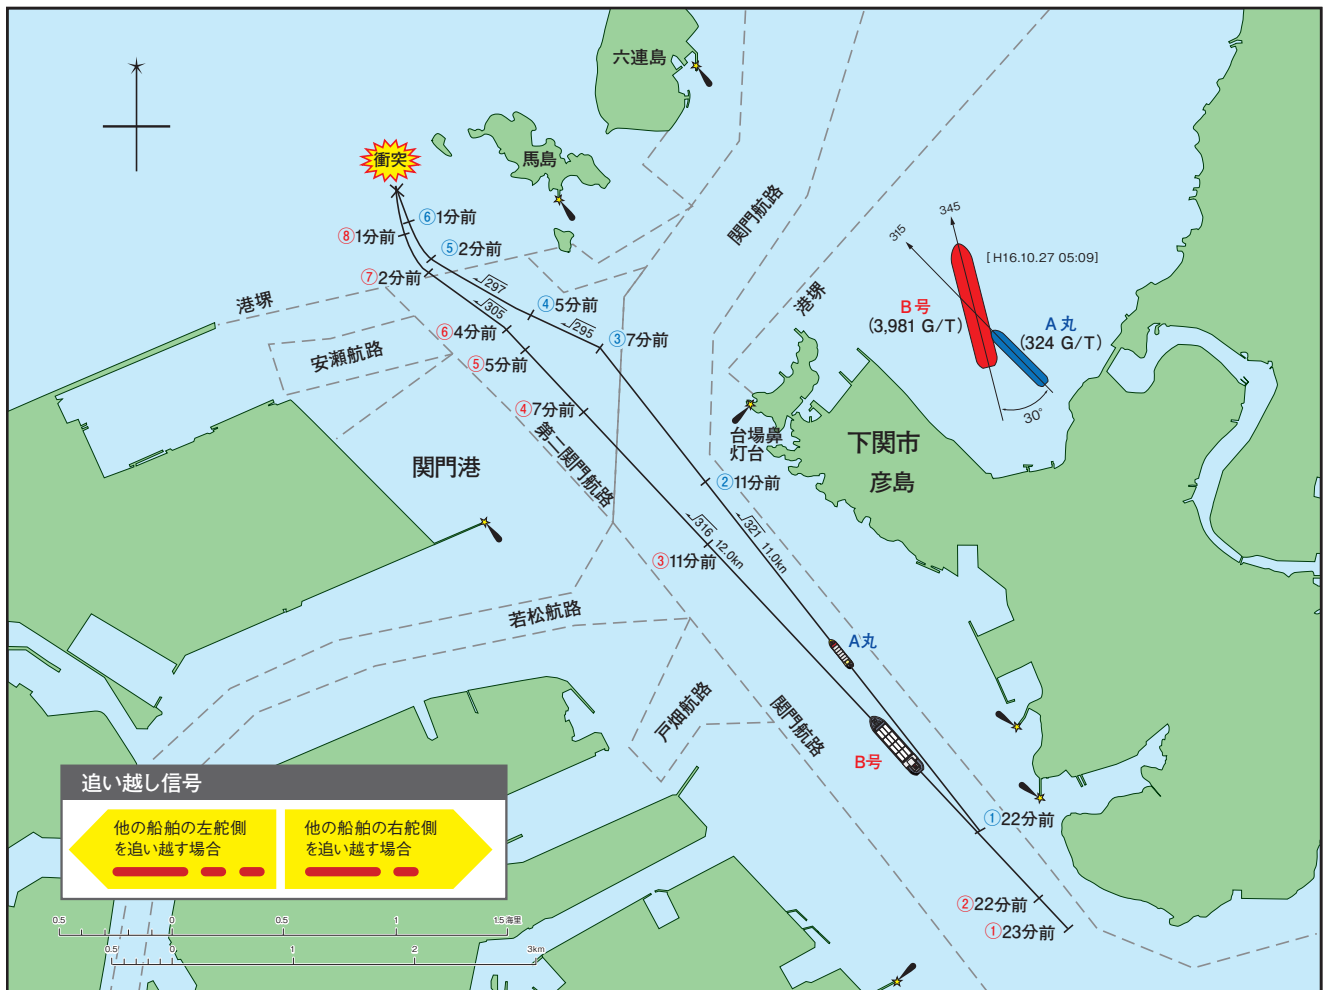 六連島
衝突
馬島
⑥1分前
⑧1分前
⑤2分前
⑦2分前
港堺
297
305
④5分前
295
⑥4分前
③7分前
⑤5分前
安瀬航路
④7分前
関門航路
港堺
345
315
[H16.10.27 05:09]
B号
(3,981 G/T)
A丸
(324 G/T)
30°
台場鼻
灯台
下関市
彦島
関門港
第二関門航路
②11分前
316 12.0kn
321 11.0kn
③11分前
若松航路
A丸
戸畑航路
関門航路
B号
①22分前
②22分前
①23分前
追い越し信号
他の船舶の左舷側
を追い越す場合
他の船舶の右舷側
を追い越す場合
0.5 0 0.5 1 1.5 海里
0.5 0 1 2 3km